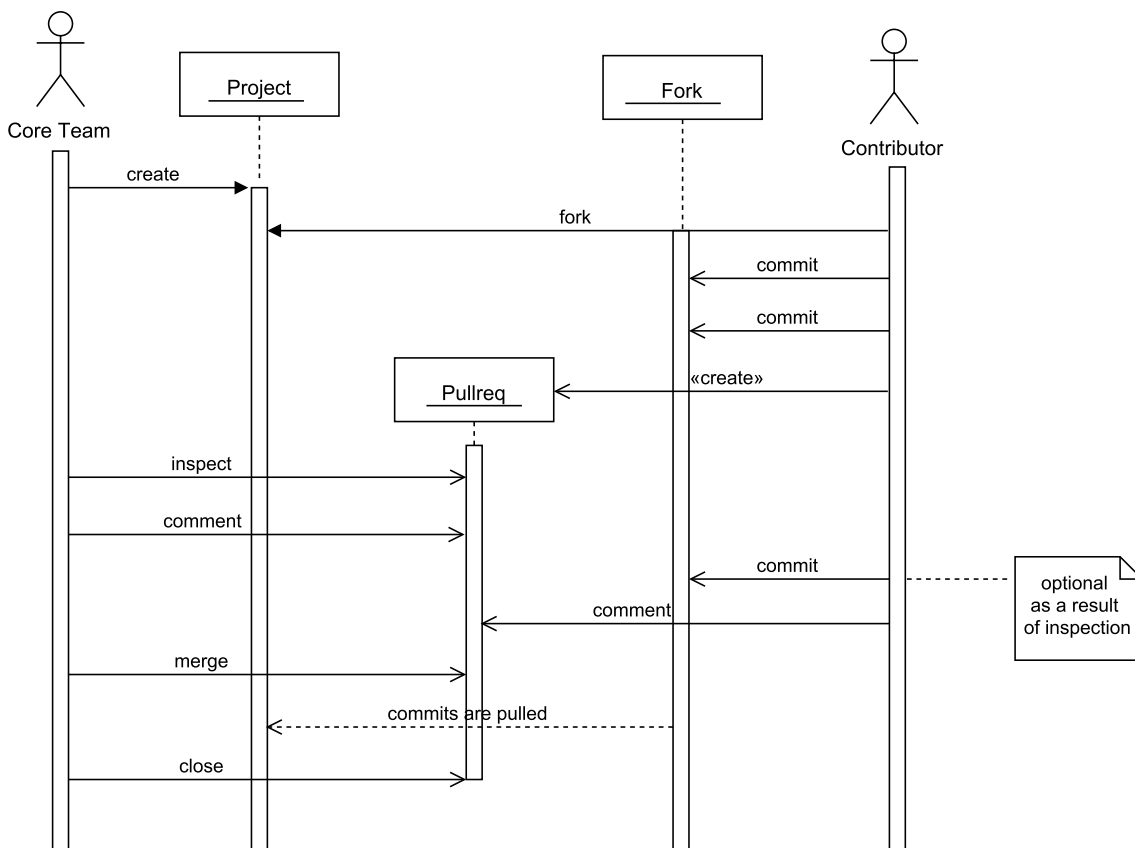 Project
Fork
Core Team
Contributor
create
fork
commit
commit
«create»
Pullreq
inspect
comment
commit
optional
as a result
of inspection
comment
merge
commits are pulled
close